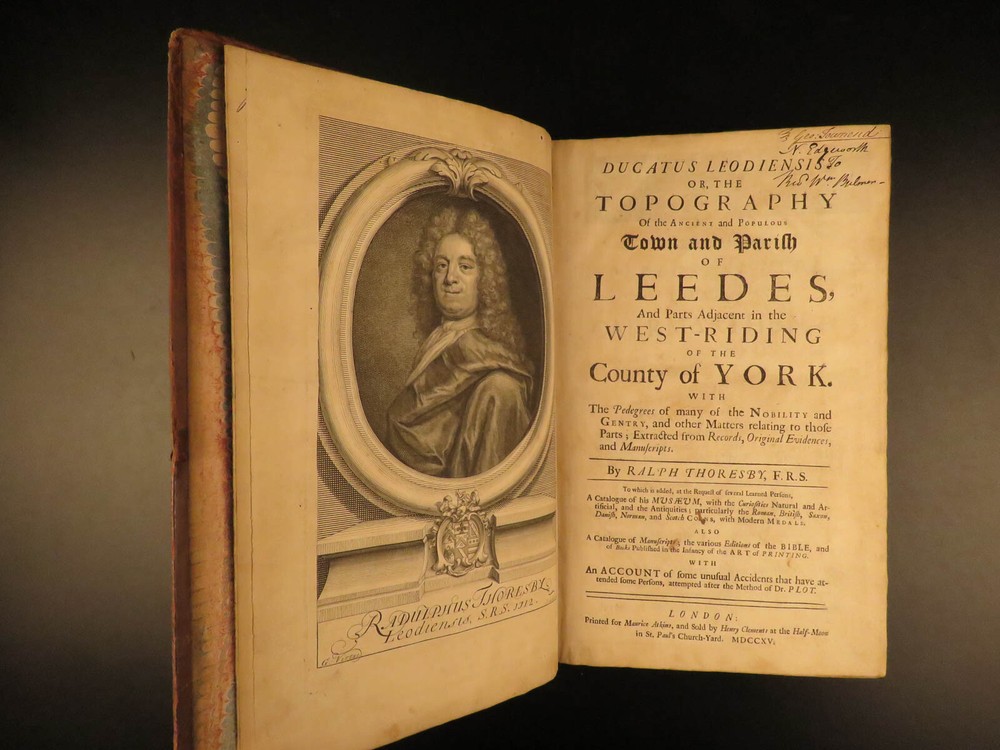 RADULPHUS THORESBY
Leodiensis, S.R.S. 1712.
G. Vertue
Geo. Townend
N. Edgeworth
To
Revd Wm
DUCATUS LEODIENSIS:
OR, THE
TOPOGRAPHY
Of the ANCIENT and POPULOUS
Town and Pariſh
OF
LEEDES,
And Parts Adjacent in the
WEST-RIDING
OF THE
County of YORK.
WITH
The Pedegrees of many of the NOBILITY and
GENTRY, and other Matters relating to thoſe
Parts; Extracted from Records, Original Evidences,
and Manuſcripts.
By RALPH THORESBY, F.R.S.
To which is added, at the Requeſt of ſeveral Learned Perſons,
A Catalogue of his MUSÆUM, with the Curioſities Natural and Ar-
tificial, and the Antiquities; particularly the Roman, Britiſh, Saxon,
Daniſh, Norman, and Scotch COINS, with Modern MEDALS.
ALSO
A Catalogue of Manuſcripts; the various Editions of the BIBLE, and
of Books Publiſhed in the Infancy of the ART of PRINTING.
WITH
An ACCOUNT of ſome unuſual Accidents that have at-
tended ſome Perſons, attempted after the Method of Dr. PLOT.
LONDON:
Printed for Maurice Atkins, and Sold by Henry Clements at the Half-Moon
in St. Paul's Church-Yard. MDCCXV.